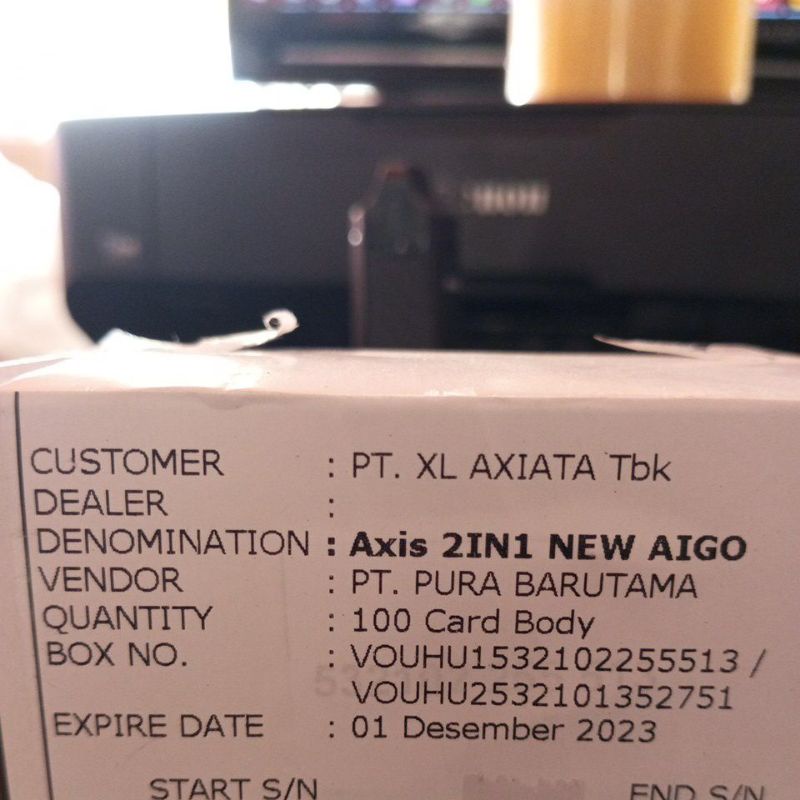 CUSTOMER : PT. XL AXIATA Tbk
DEALER :
DENOMINATION : Axis 2IN1 NEW AIGO
VENDOR : PT. PURA BARUTAMA
QUANTITY : 100 Card Body
BOX NO. : VOUHU1532102255513 /
VOUHU2532101352751
EXPIRE DATE : 01 Desember 2023
START S/N END S/N